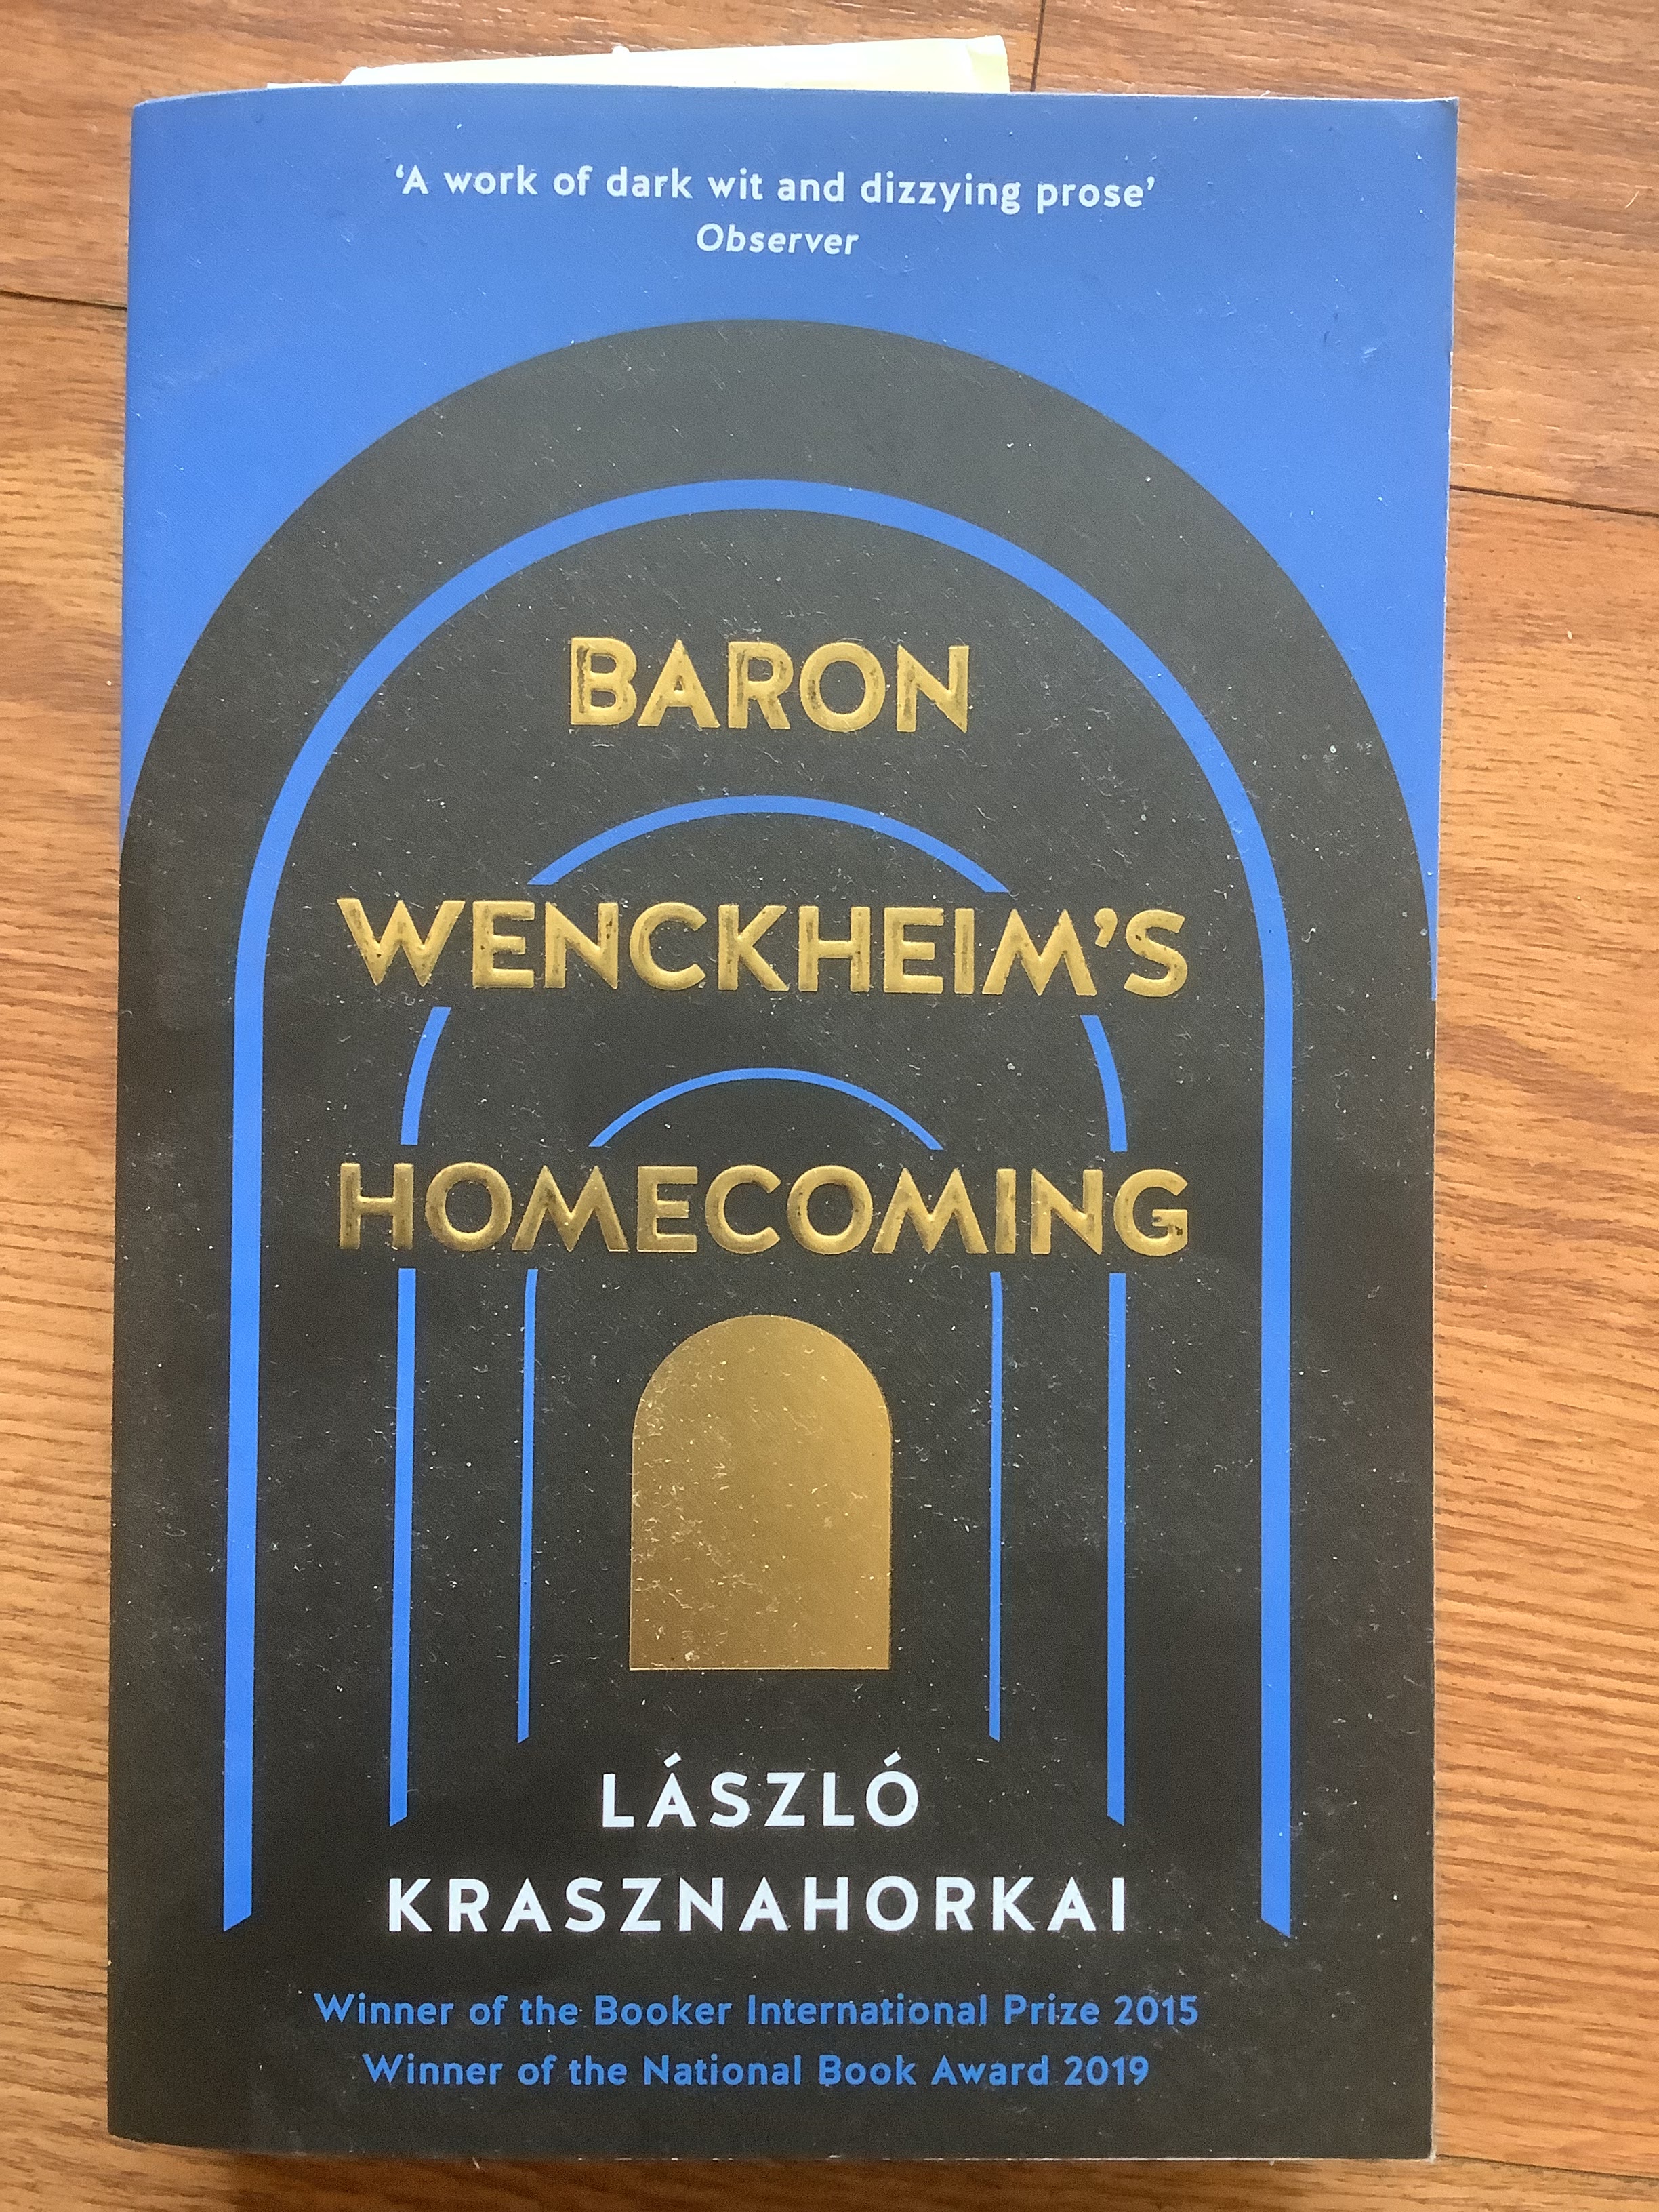 ‘A work of dark wit and dizzying prose’
Observer
BARON
WENCKHEIM’S
HOMECOMING
LÁSZLÓ
KRASZNAHORKAI
Winner of the Booker International Prize 2015
Winner of the National Book Award 2019